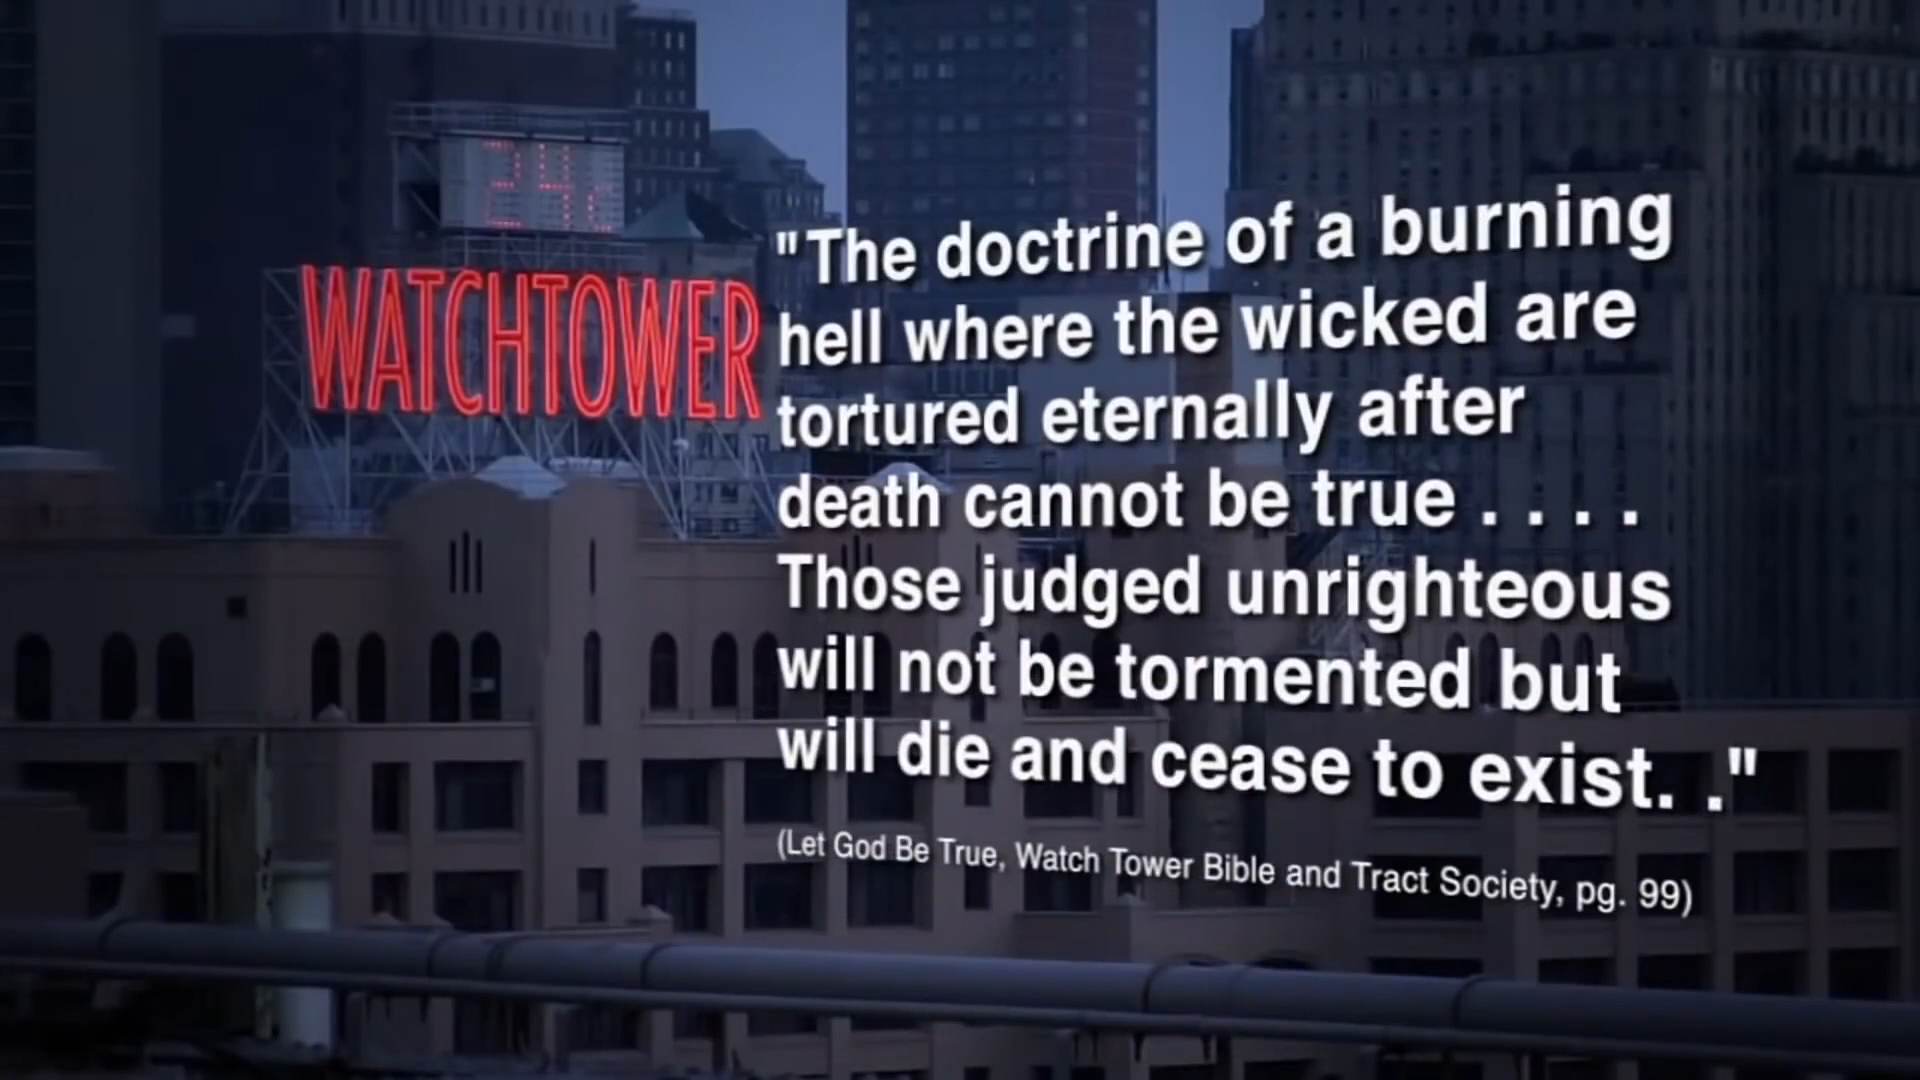 24c
WATCHTOWER
"The doctrine of a burning
hell where the wicked are
tortured eternally after
death cannot be true . . . .
Those judged unrighteous
will not be tormented but
will die and cease to exist. ."
(Let God Be True, Watch Tower Bible and Tract Society, pg. 99)